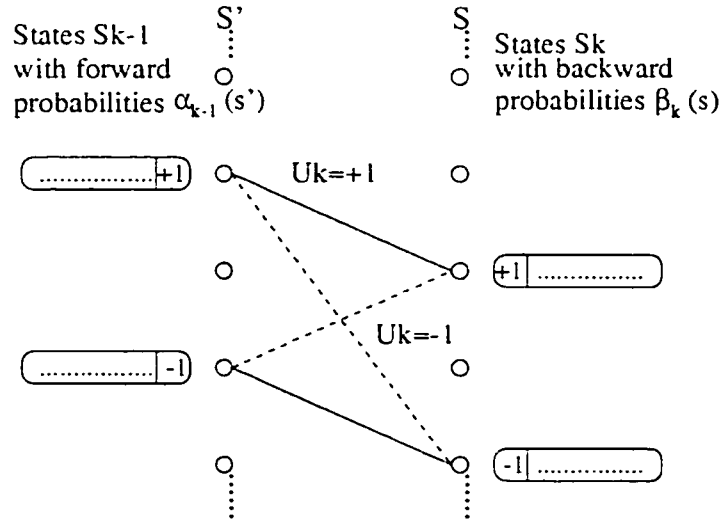 S'
S
States Sk-1
with forward
probabilities αk-1 (s')
States Sk
with backward
probabilities βk (s)
................. +1
Uk=+1
+1 ................
Uk=-1
................. -1
-1 ................